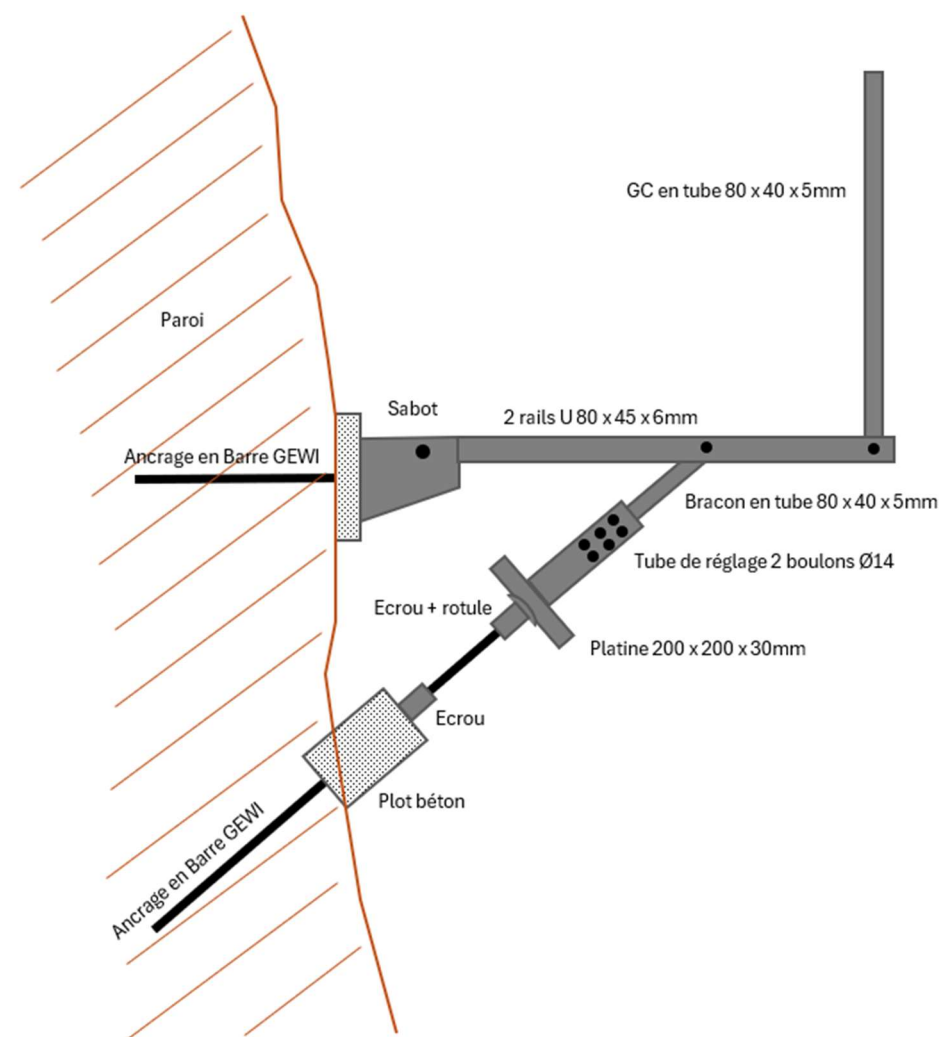 GC en tube 80 x 40 x 5mm
Paroi
Sabot
2 rails U 80 x 45 x 6mm
Ancrage en Barre GEWI
Bracon en tube 80 x 40 x 5mm
Tube de réglage 2 boulons Ø14
Ecrou + rotule
Platine 200 x 200 x 30mm
Ecrou
Plot béton
Ancrage en Barre GEWI